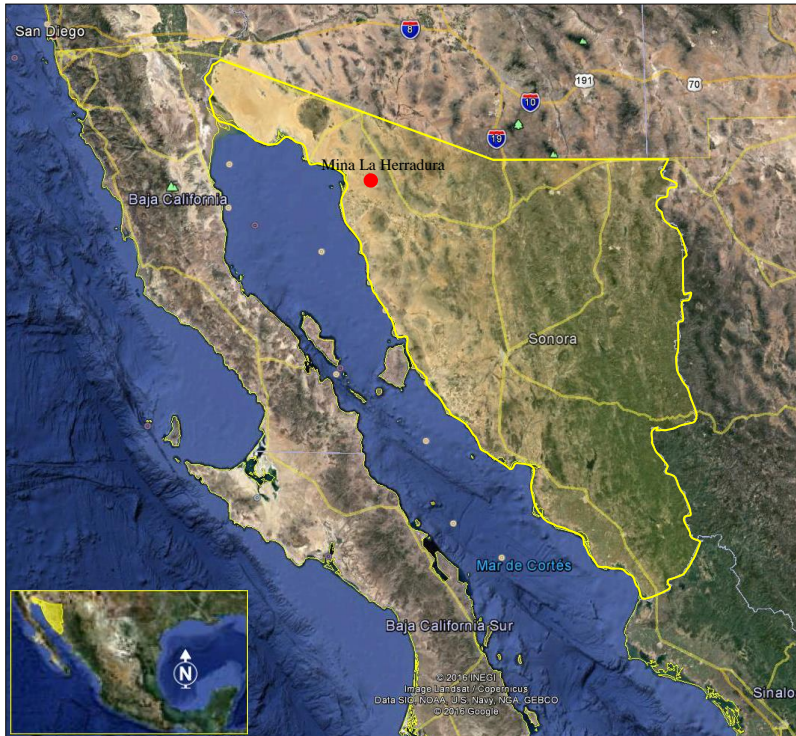 San Diego
8
191
70
10
19
Mina La Herradura
Baja California
Sonora
Mar de Cortés
Baja California Sur
N
© 2016 INEGI
Image Landsat / Copernicus
Data SIO, NOAA, U.S. Navy, NGA, GEBCO
© 2016 Google
Sinalo